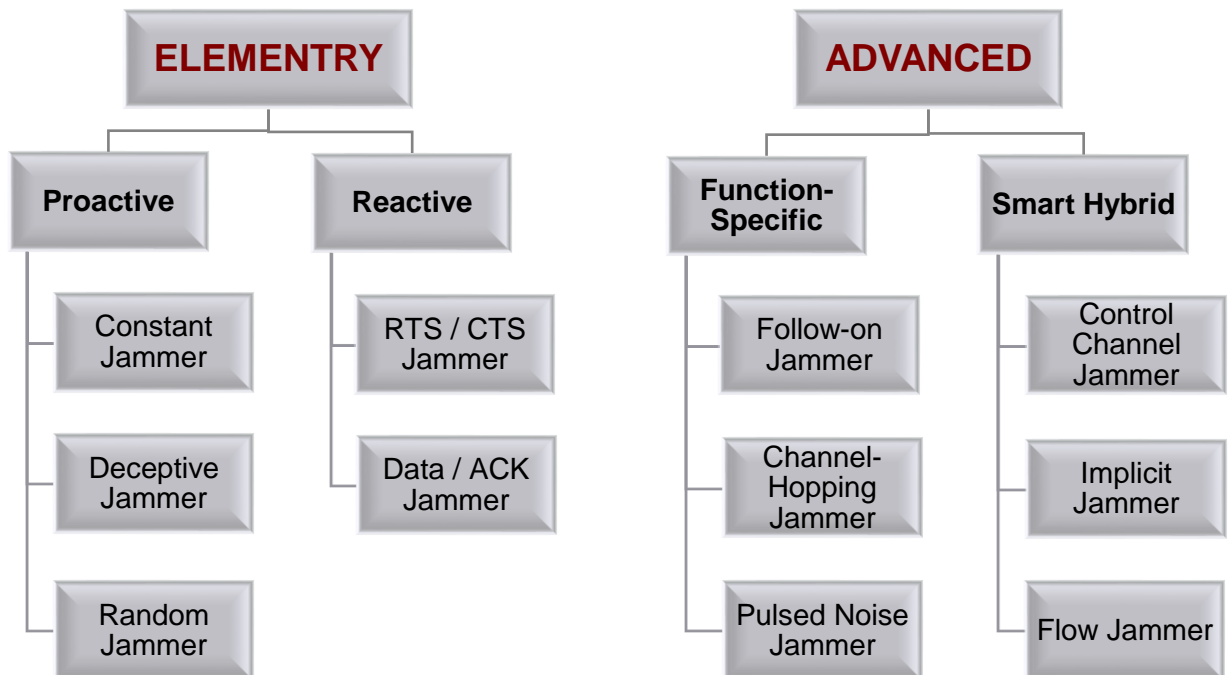 ELEMENTRY
Proactive
Constant
Jammer
Deceptive
Jammer
Random
Jammer
Reactive
RTS / CTS
Jammer
Data / ACK
Jammer
ADVANCED
Function-
Specific
Follow-on
Jammer
Channel-
Hopping
Jammer
Pulsed Noise
Jammer
Smart Hybrid
Control
Channel
Jammer
Implicit
Jammer
Flow Jammer